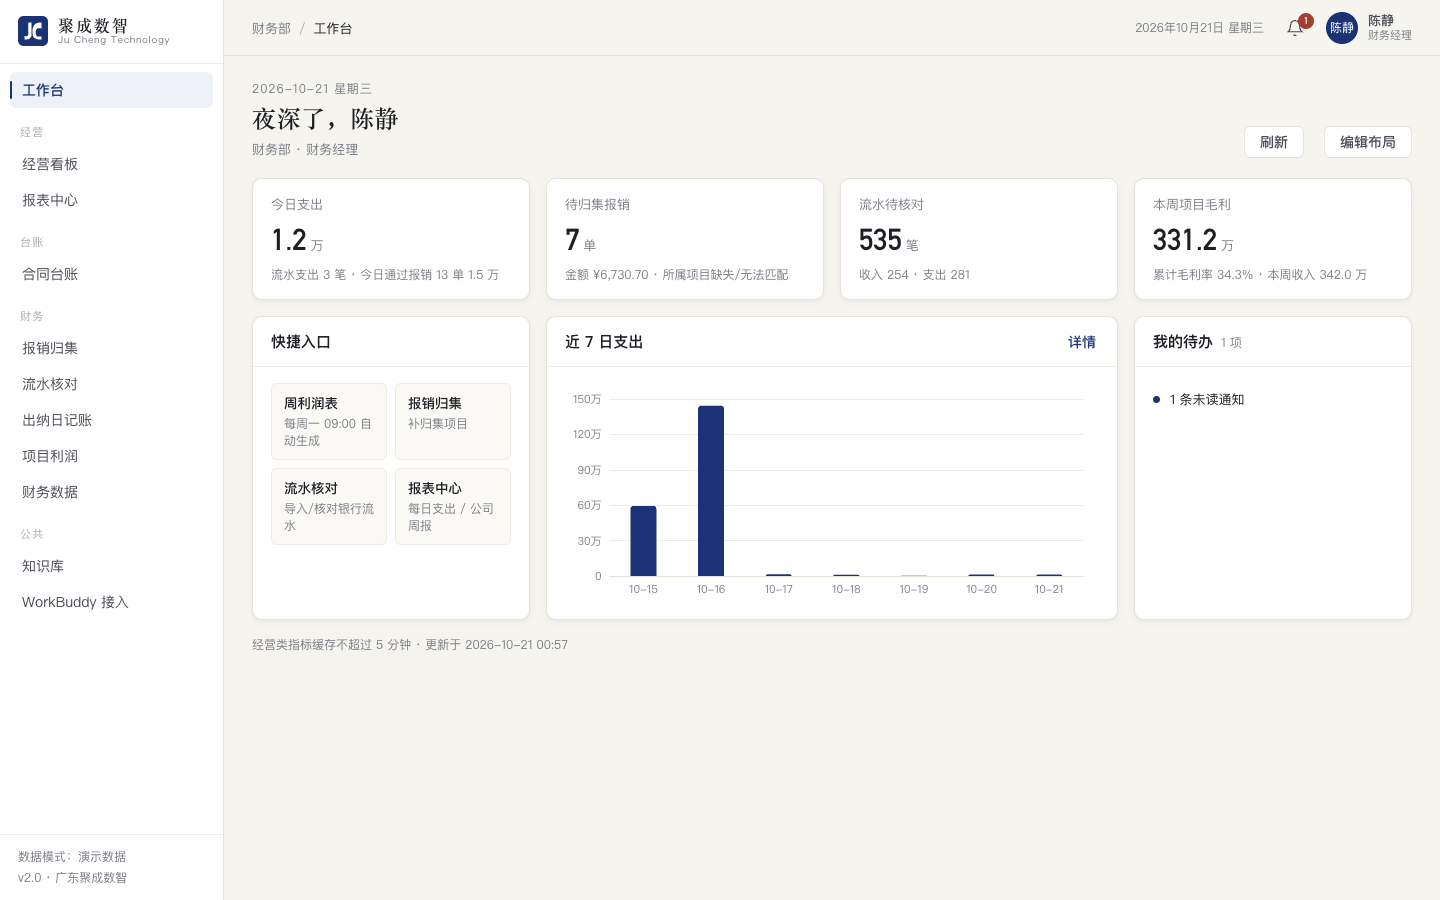 JC
聚成数智
Ju Cheng Technology
工作台
经营
经营看板
报表中心
台账
合同台账
财务
报销归集
流水核对
出纳日记账
项目利润
财务数据
公共
知识库
WorkBuddy 接入
数据模式：演示数据
v2.0 · 广东聚成数智
财务部 / 工作台
2026年10月21日 星期三
1
陈静
陈静
财务经理
2026-10-21 星期三
夜深了，陈静
财务部 · 财务经理
刷新
编辑布局
今日支出
1.2 万
流水支出 3 笔 · 今日通过报销 13 单 1.5 万
待归集报销
7 单
金额 ¥6,730.70 · 所属项目缺失/无法匹配
流水待核对
535 笔
收入 254 · 支出 281
本周项目毛利
331.2 万
累计毛利率 34.3% · 本周收入 342.0 万
快捷入口
周利润表
每周一 09:00 自
动生成
报销归集
补归集项目
流水核对
导入/核对银行流
水
报表中心
每日支出 / 公司
周报
近 7 日支出
详情
150万
120万
90万
60万
30万
0
10-15
10-16
10-17
10-18
10-19
10-20
10-21
我的待办 1 项
1 条未读通知
经营类指标缓存不超过 5 分钟 · 更新于 2026-10-21 00:57